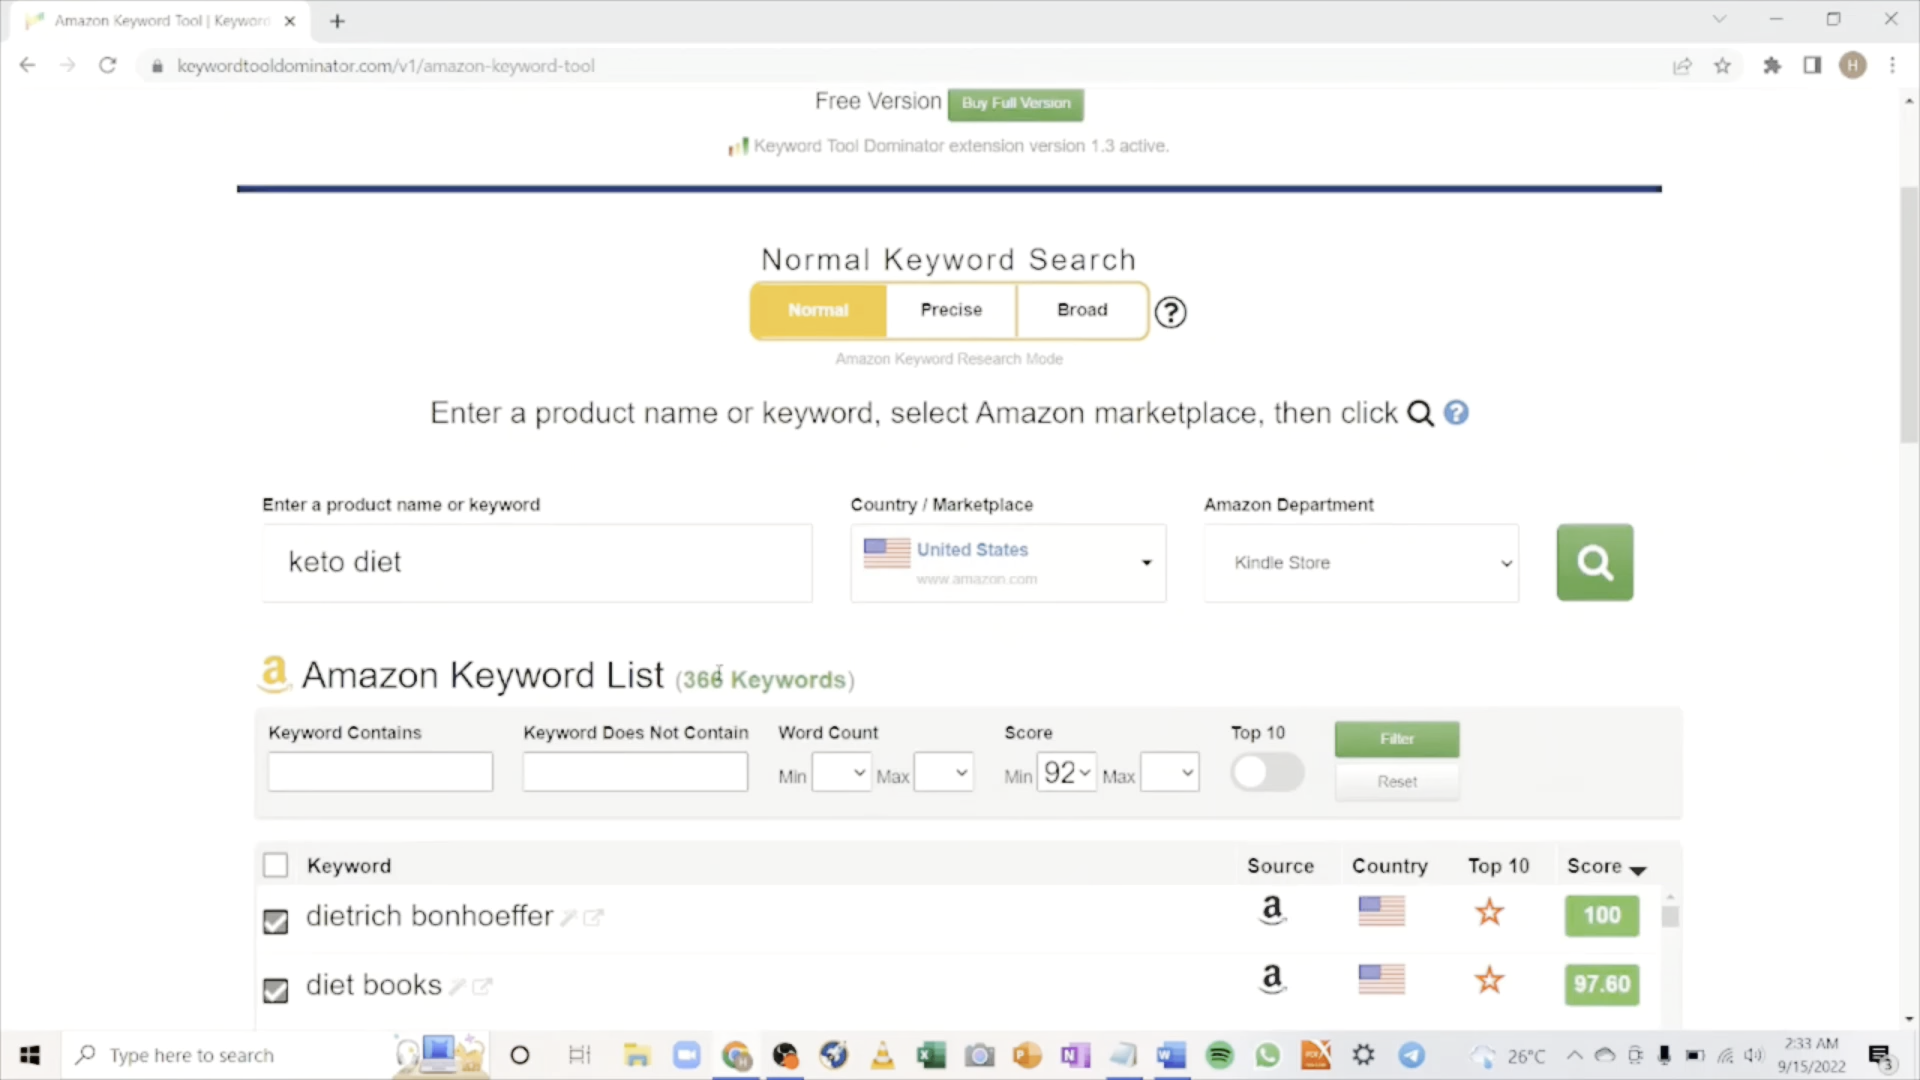 Amazon Keyword Tool | Keyword
keywordtooldominator.com/v1/amazon-keyword-tool
H
Free Version Buy Full Version
Keyword Tool Dominator extension version 1.3 active.
Normal Keyword Search
Normal Precise Broad ?
Amazon Keyword Research Mode
Enter a product name or keyword, select Amazon marketplace, then click ?
Enter a product name or keyword Country / Marketplace Amazon Department
keto diet United States Kindle Store
www.amazon.com
a Amazon Keyword List (366 Keywords)
Keyword Contains Keyword Does Not Contain Word Count Score Top 10 Filter
Min Max Min 92 Max Reset
Keyword Source Country Top 10 Score
dietrich bonhoeffer a 100
diet books a 97.60
Type here to search 26°C 2:33 AM
9/15/2022 3